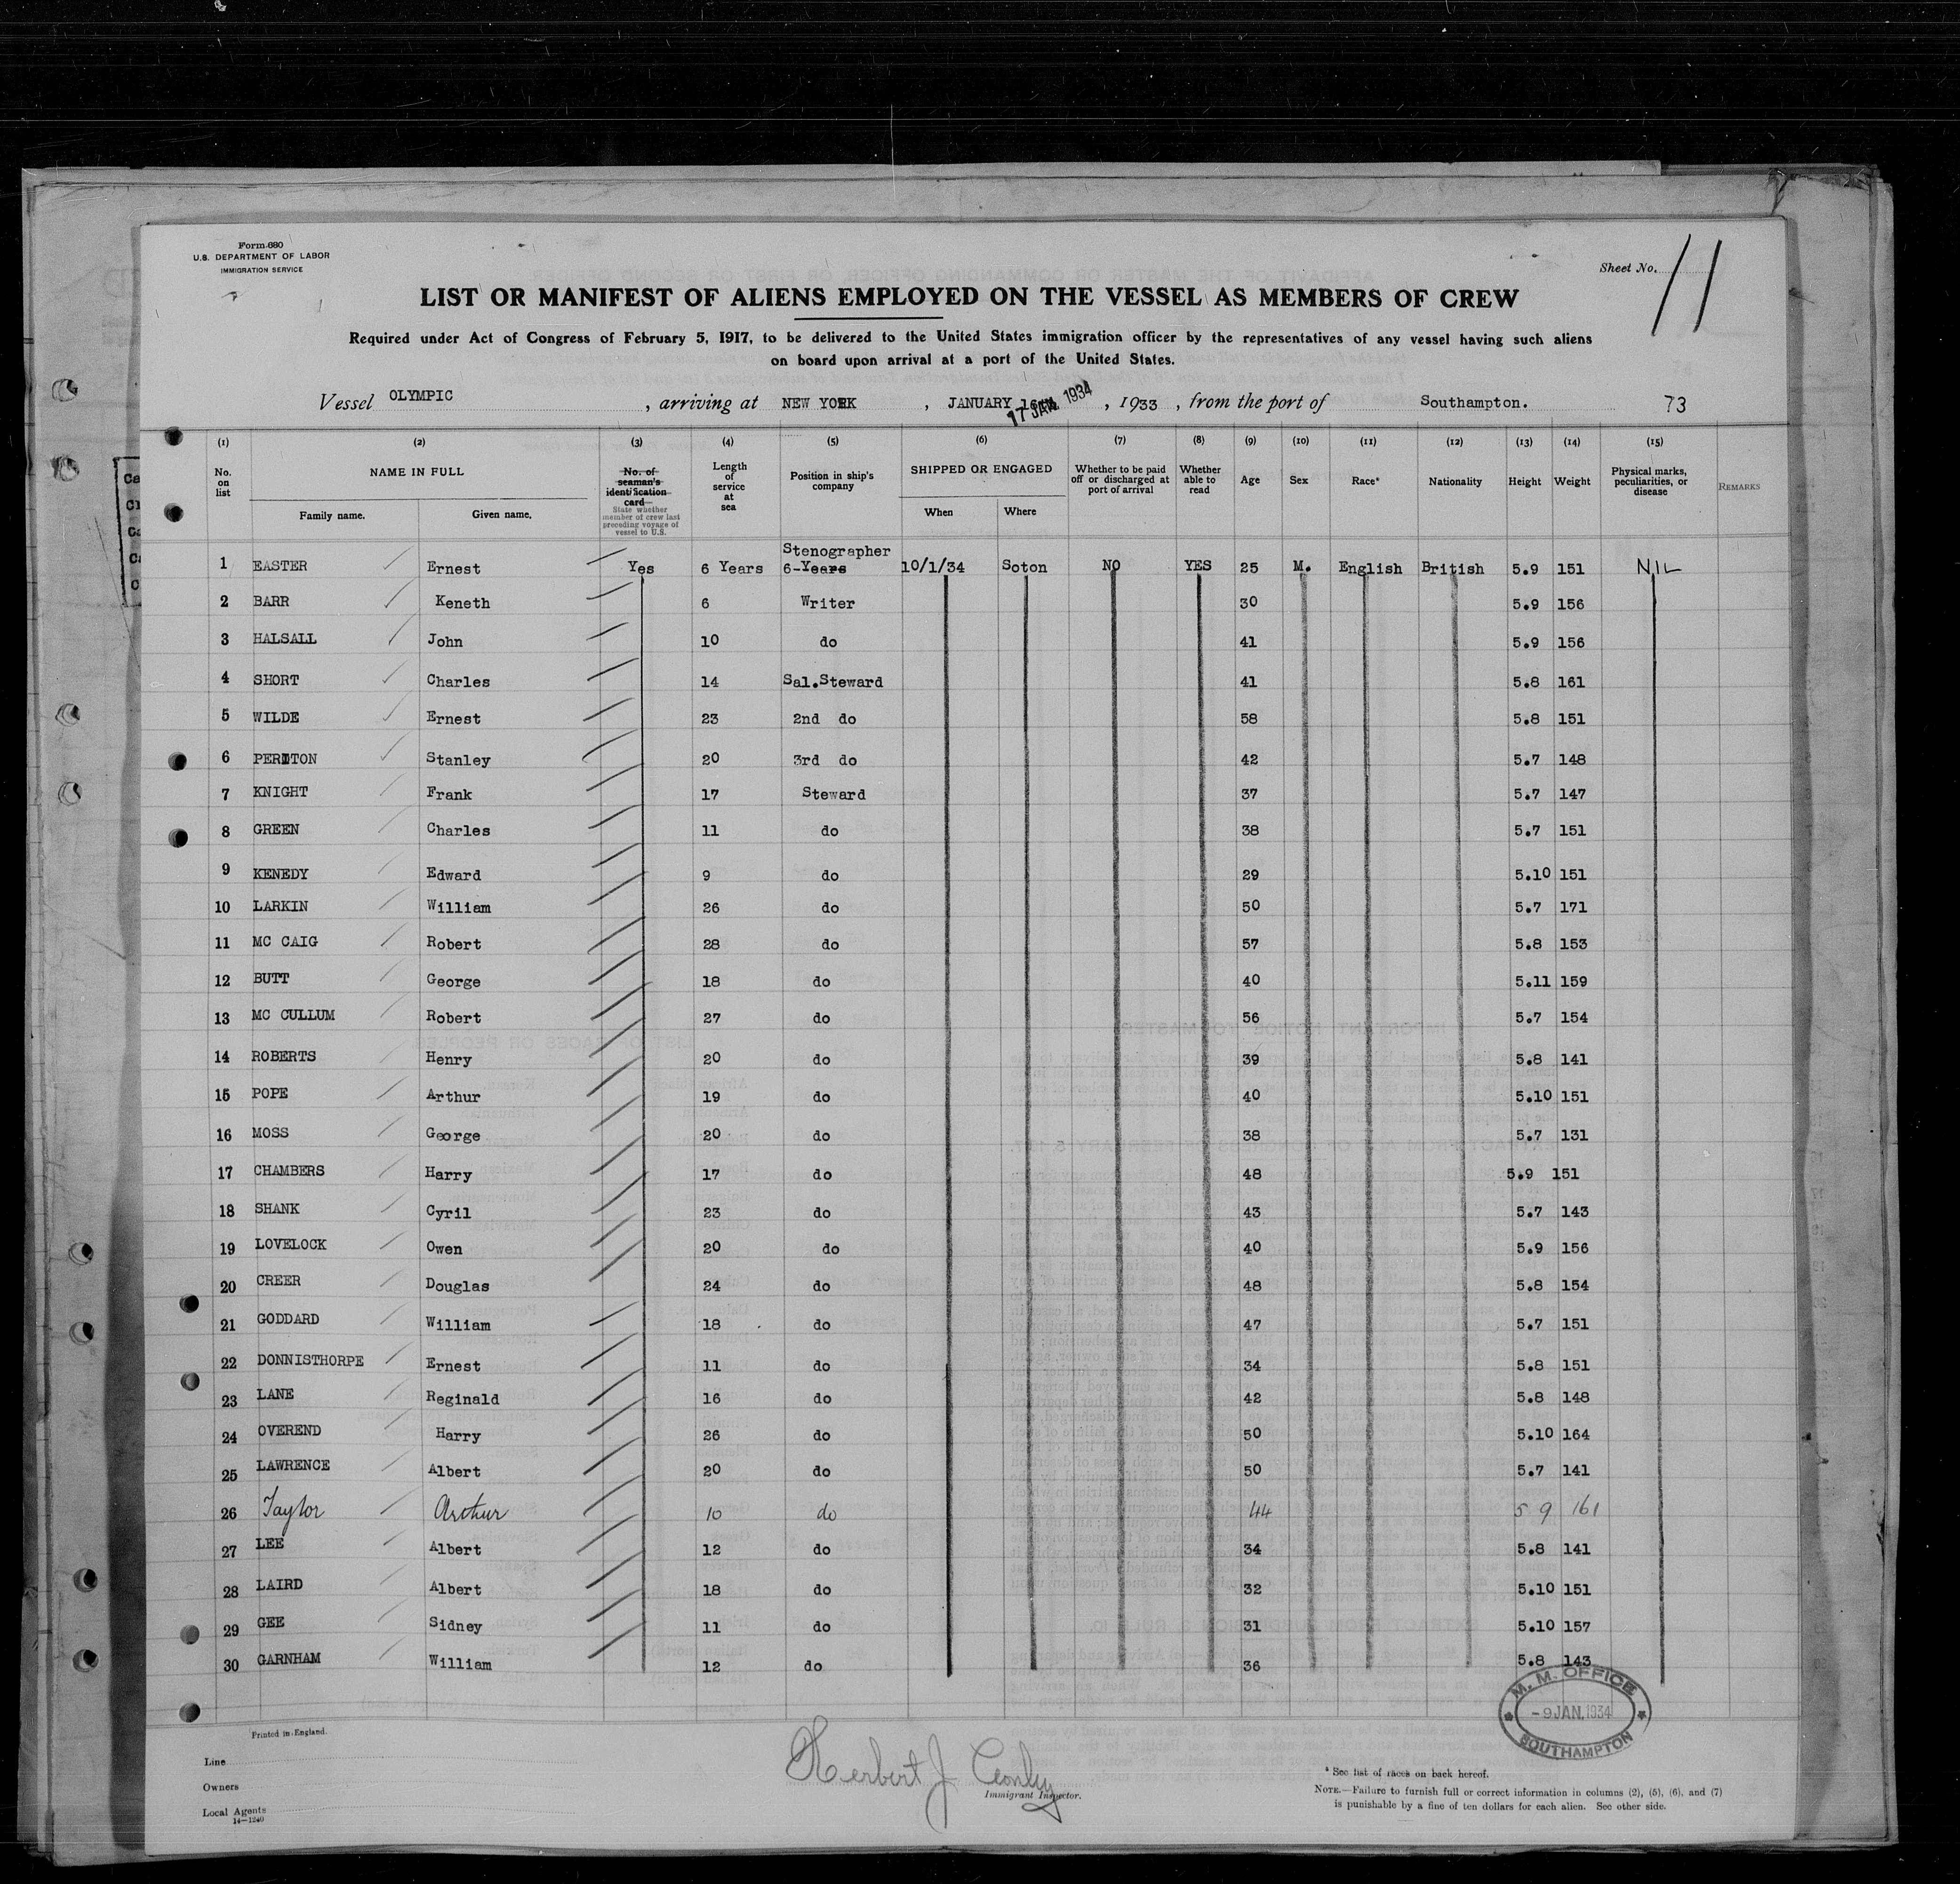 Form 680
U.S. DEPARTMENT OF LABOR
IMMIGRATION SERVICE
Sheet No. 11
LIST OR MANIFEST OF ALIENS EMPLOYED ON THE VESSEL AS MEMBERS OF CREW
Required under Act of Congress of February 5, 1917, to be delivered to the United States immigration officer by the representatives of any vessel having such aliens
on board upon arrival at a port of the United States.
Vessel OLYMPIC, arriving at NEW YORK, JANUARY 17 JAN 1934, 1933, from the port of Southampton. 73
(1) (2) (3) (4) (5) (6) (7) (8) (9) (10) (11) (12) (13) (14) (15)
No. on list NAME IN FULL Family name. Given name. No. of seaman's identification card State whether member of crew last preceding voyage of vessel to U.S. Length of service at sea Position in ship's company SHIPPED OR ENGAGED When Where Whether to be paid off or discharged at port of arrival Whether able to read Age Sex Race* Nationality Height Weight Physical marks, peculiarities, or disease REMARKS
1 EASTER Ernest Yes 6 Years Stenographer 6-Years 10/1/34 Soton NO YES 25 M. English British 5.9 151 NIL
2 BARR Keneth 6 Writer 30 5.9 156
3 HALSALL John 10 do 41 5.9 156
4 SHORT Charles 14 Sal.Steward 41 5.8 161
5 WILDE Ernest 23 2nd do 58 5.8 151
6 Stanley 20 3rd do 42 5.7 148
7 KNIGHT Frank 17 Steward 37 5.7 147
8 GREEN Charles 11 do 38 5.7 151
9 KENEDY Edward 9 do 29 5.10 151
10 LARKIN William 26 do 50 5.7 171
11 MC CAIG Robert 28 do 57 5.8 153
12 BUTT George 18 do 40 5.11 159
13 MC CULLUM Robert 27 do 56 5.7 154
14 ROBERTS Henry 20 do 39 5.8 141
15 POPE Arthur 19 do 40 5.10 151
16 MOSS George 20 do 38 5.7 131
17 CHAMBERS Harry 17 do 48 5.9 151
18 SHANK Cyril 23 do 43 5.7 143
19 LOVELOCK Owen 20 do 40 5.9 156
20 CREER Douglas 24 do 48 5.8 154
21 GODDARD William 18 do 47 5.7 151
22 DONNISTHORPE Ernest 11 do 34 5.8 151
23 LANE Reginald 16 do 42 5.8 148
24 OVEREND Harry 26 do 50 5.10 164
25 LAWRENCE Albert 20 do 50 5.7 141
26 Taylor Arthur 10 do 44 5 9 161
27 LEE Albert 12 do 34 5.8 141
28 LAIRD Albert 18 do 32 5.10 151
29 GEE Sidney 11 do 31 5.10 157
30 GARNHAM William 12 do 36 5.8 143
M. M. OFFICE
-9 JAN. 1934
SOUTHAMPTON
Printed in England.
Line
Owners
Local Agents
14—1240
Herbert J
Immigrant Inspector.
* See list of races on back hereof.
NOTE.—Failure to furnish full or correct information in columns (2), (5), (6), and (7)
is punishable by a fine of ten dollars for each alien. See other side.